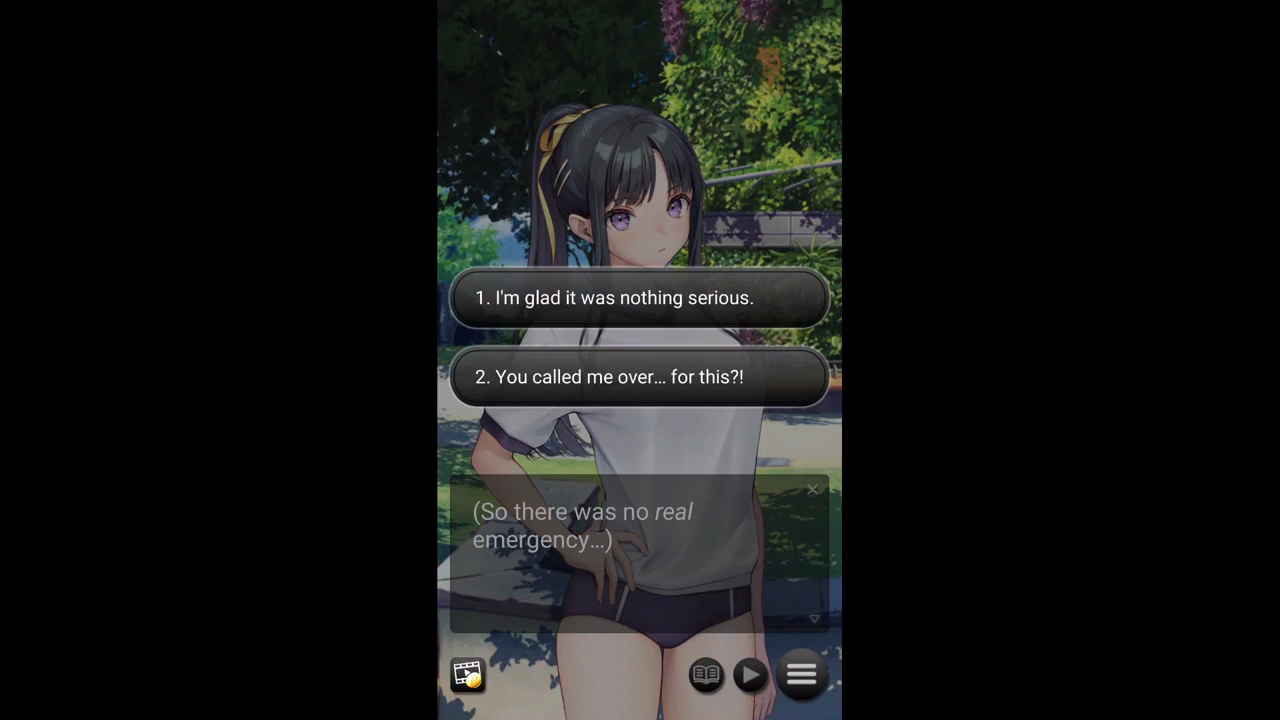 1. I'm glad it was nothing serious.
2. You called me over... for this?!
(So there was no real
emergency...)